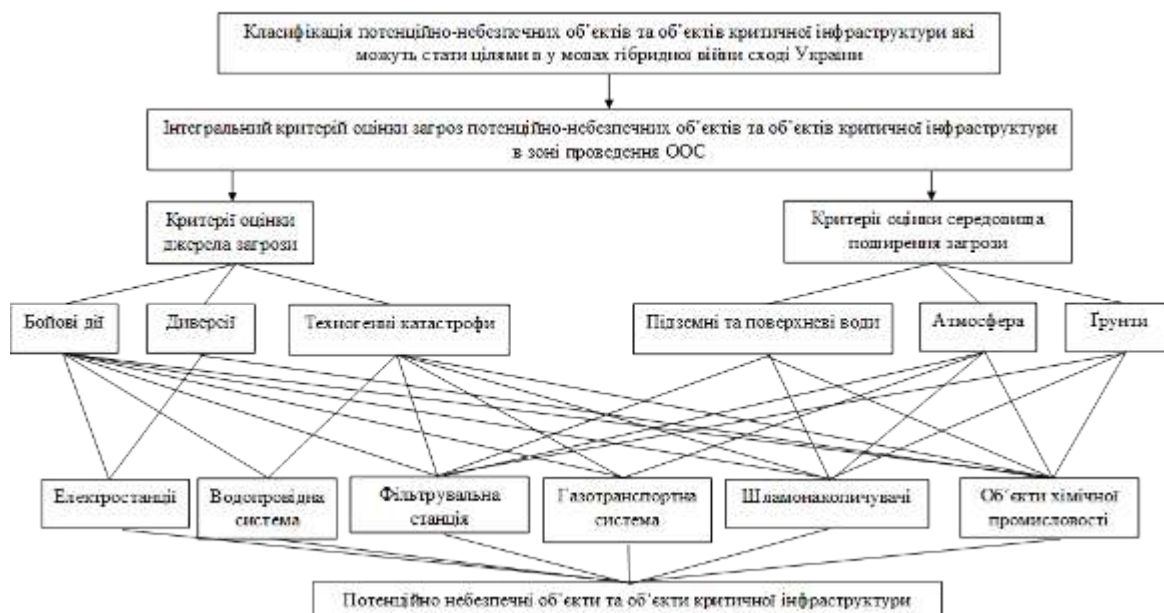 Класифікація потенційно-небезпечних об’єктів та об’єктів критичної інфраструктури які
можуть стати цілями в у мовах гібридної війни сході України
Інтегральний критерій оцінки загроз потенційно-небезпечних об’єктів та об’єктів критичної інфраструктури
в зоні проведення ООС
Критерії оцінки
джерела загрози
Критерії оцінки середовища
поширення загрози
Бойові дії
Диверсії
Техногенні катастрофи
Підземні та поверхневі води
Атмосфера
Ґрунти
Електростанції
Водопровідна
система
Фільтрувальна
станція
Газотранспортна
система
Шламонакопичувачі
Об’єкти хімічної
промисловості
Потенційно небезпечні об’єкти та об’єкти критичної інфраструктури